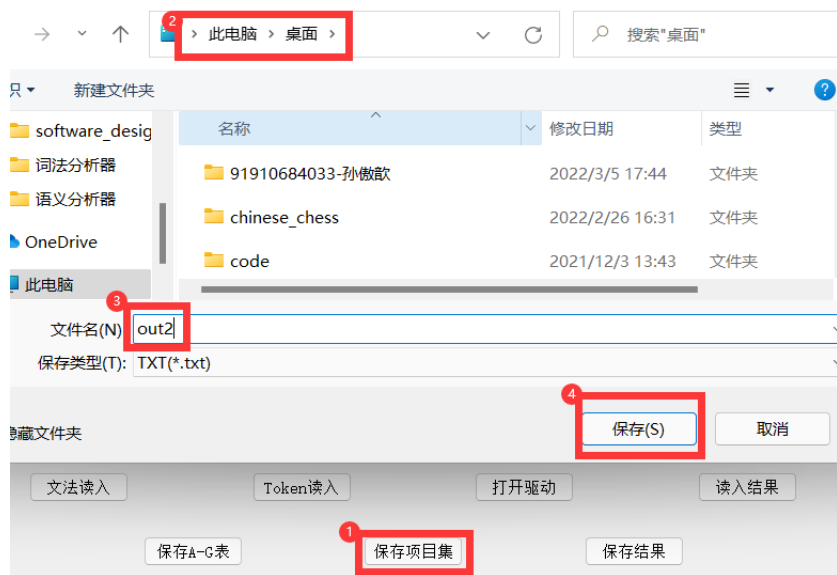 2
此电脑 › 桌面 ›
搜索"桌面"
新建文件夹
?
名称
修改日期
类型
software_desig
词法分析器
语义分析器
OneDrive
此电脑
91910684033-孙傲歆
2022/3/5 17:44
文件夹
chinese_chess
2022/2/26 16:31
文件夹
code
2021/12/3 13:43
文件夹
3
文件名(N)
out2
保存类型(T):
TXT(*.txt)
4
藏文件夹
保存(S)
取消
文法读入
Token读入
打开驱动
读入结果
1
保存A-G表
保存项目集
保存结果